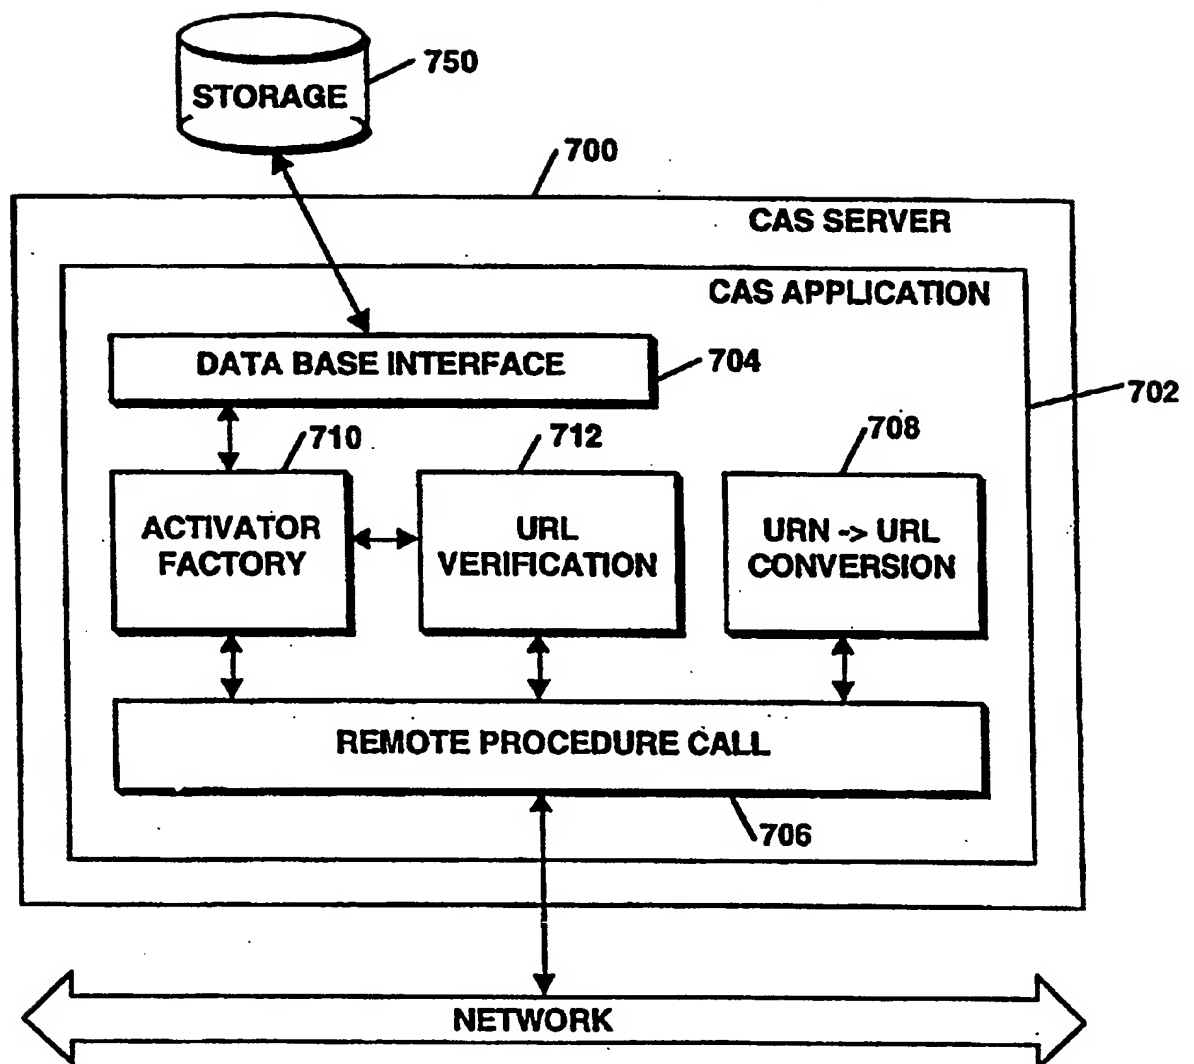 STORAGE
750
700
CAS SERVER
CAS APPLICATION
DATA BASE INTERFACE
704
702
710
712
708
ACTIVATOR
FACTORY
URL
VERIFICATION
URN -> URL
CONVERSION
REMOTE PROCEDURE CALL
706
NETWORK